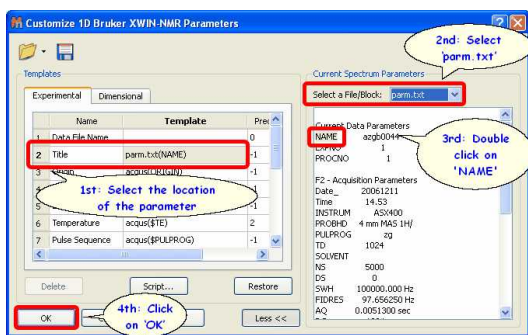 Customize 1D Bruker XWIN-NMR Parameters
2nd: Select
'parm.txt'
Templates
Current Spectrum Parameters
Experimental Dimensional
Select a File/Block: parm.txt
Name Template
1 Data File Name 0
2 Title parm.txt(NAME) -1
acqus(ORIGIN) -1
1st: Select the location
of the parameter
6 Temperature acqus($TE) 2
7 Pulse Sequence acqus($PULPROG) -1
Current Data Parameters
NAME azgb0044
EXPNO 1
PROCNO 1
3rd: Double
click on
'NAME'
F2 - Acquisition Parameters
Date_ 20061211
Time 14.53
INSTRUM ASX400
PROBHD 4 mm MAS 1H/
PULPROG zg
TD 1024
SOLVENT
NS 5000
DS 0
SWH 100000.000 Hz
FIDRES 97.656250 Hz
AQ 0.0051300 sec
Delete Script... Restore
OK Less <<
4th: Click
on 'OK'